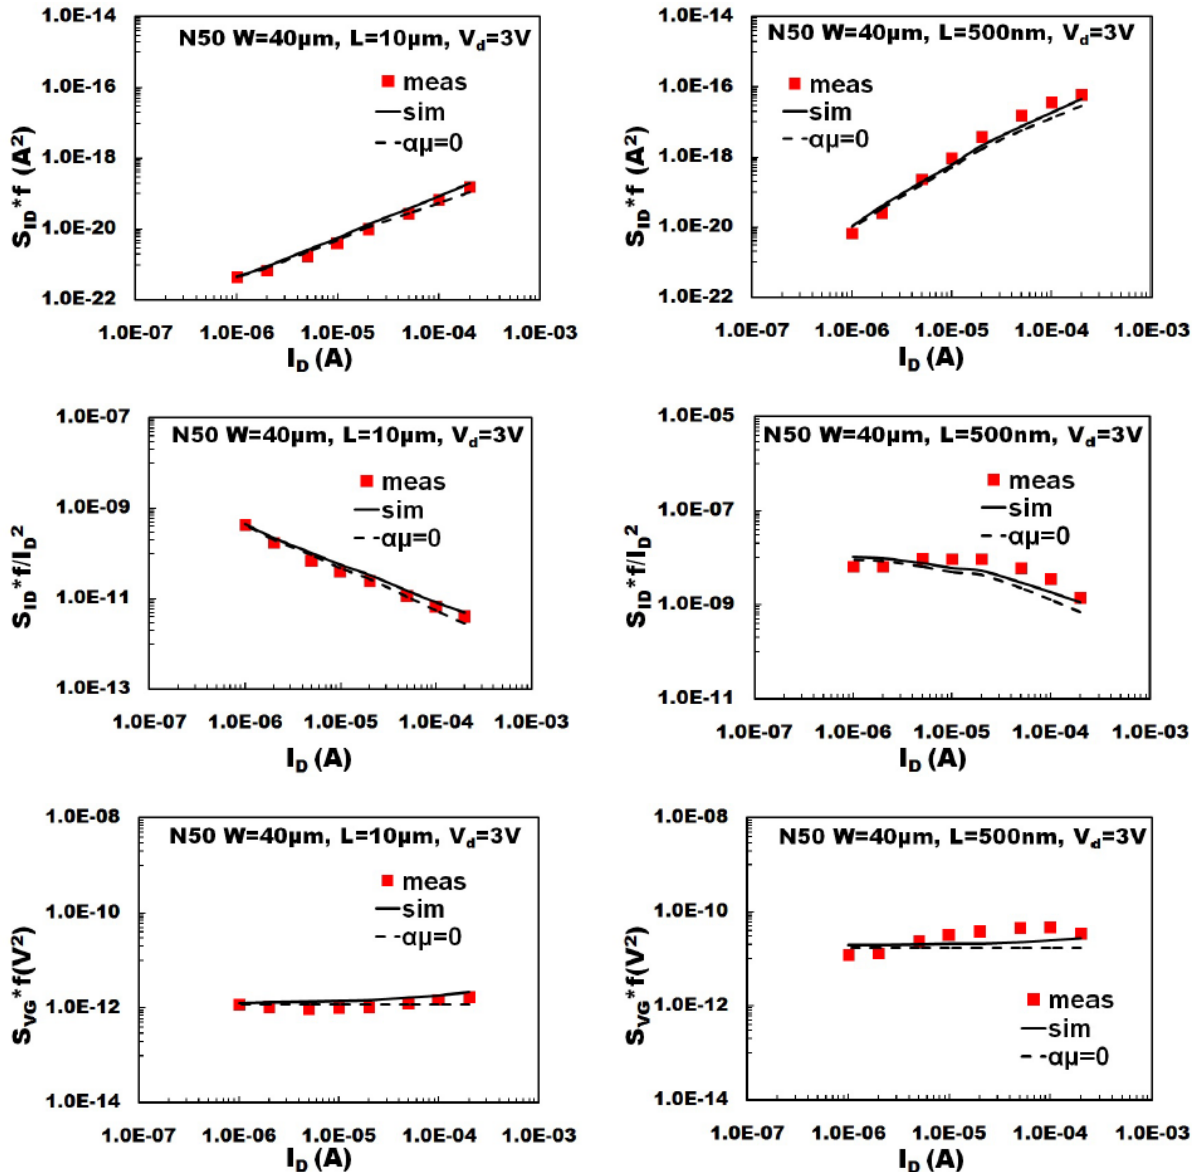 1.0E-14
1.0E-16
1.0E-18
1.0E-20
1.0E-22
S_ID*f (A²)
N50 W=40µm, L=10µm, V_d=3V
meas
sim
αµ=0
1.0E-07 1.0E-06 1.0E-05 1.0E-04 1.0E-03
I_D (A)
1.0E-14
1.0E-16
1.0E-18
1.0E-20
1.0E-22
S_ID*f (A²)
N50 W=40µm, L=500nm, V_d=3V
meas
sim
αµ=0
1.0E-07 1.0E-06 1.0E-05 1.0E-04 1.0E-03
I_D (A)
1.0E-07
1.0E-09
1.0E-11
1.0E-13
S_ID*f/I_D²
N50 W=40µm, L=10µm, V_d=3V
meas
sim
αµ=0
1.0E-07 1.0E-06 1.0E-05 1.0E-04 1.0E-03
I_D (A)
1.0E-05
1.0E-07
1.0E-09
1.0E-11
S_ID*f/I_D²
N50 W=40µm, L=500nm, V_d=3V
meas
sim
αµ=0
1.0E-07 1.0E-06 1.0E-05 1.0E-04 1.0E-03
I_D (A)
1.0E-08
1.0E-10
1.0E-12
1.0E-14
S_VG*f(V²)
N50 W=40µm, L=10µm, V_d=3V
meas
sim
αµ=0
1.0E-07 1.0E-06 1.0E-05 1.0E-04 1.0E-03
I_D (A)
1.0E-08
1.0E-10
1.0E-12
1.0E-14
S_VG*f(V²)
N50 W=40µm, L=500nm, V_d=3V
meas
sim
αµ=0
1.0E-07 1.0E-06 1.0E-05 1.0E-04 1.0E-03
I_D (A)